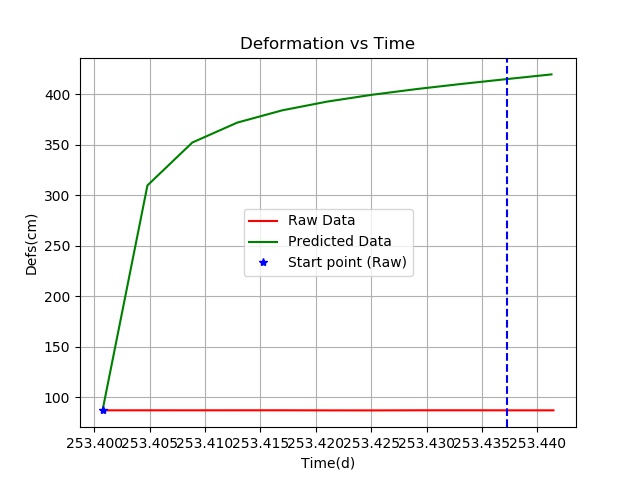 Deformation vs Time
400
350
300
250
200
150
100
Defs(cm)
Raw Data
Predicted Data
Start point (Raw)
253.400 253.405 253.410 253.415 253.420 253.425 253.430 253.435 253.440
Time(d)